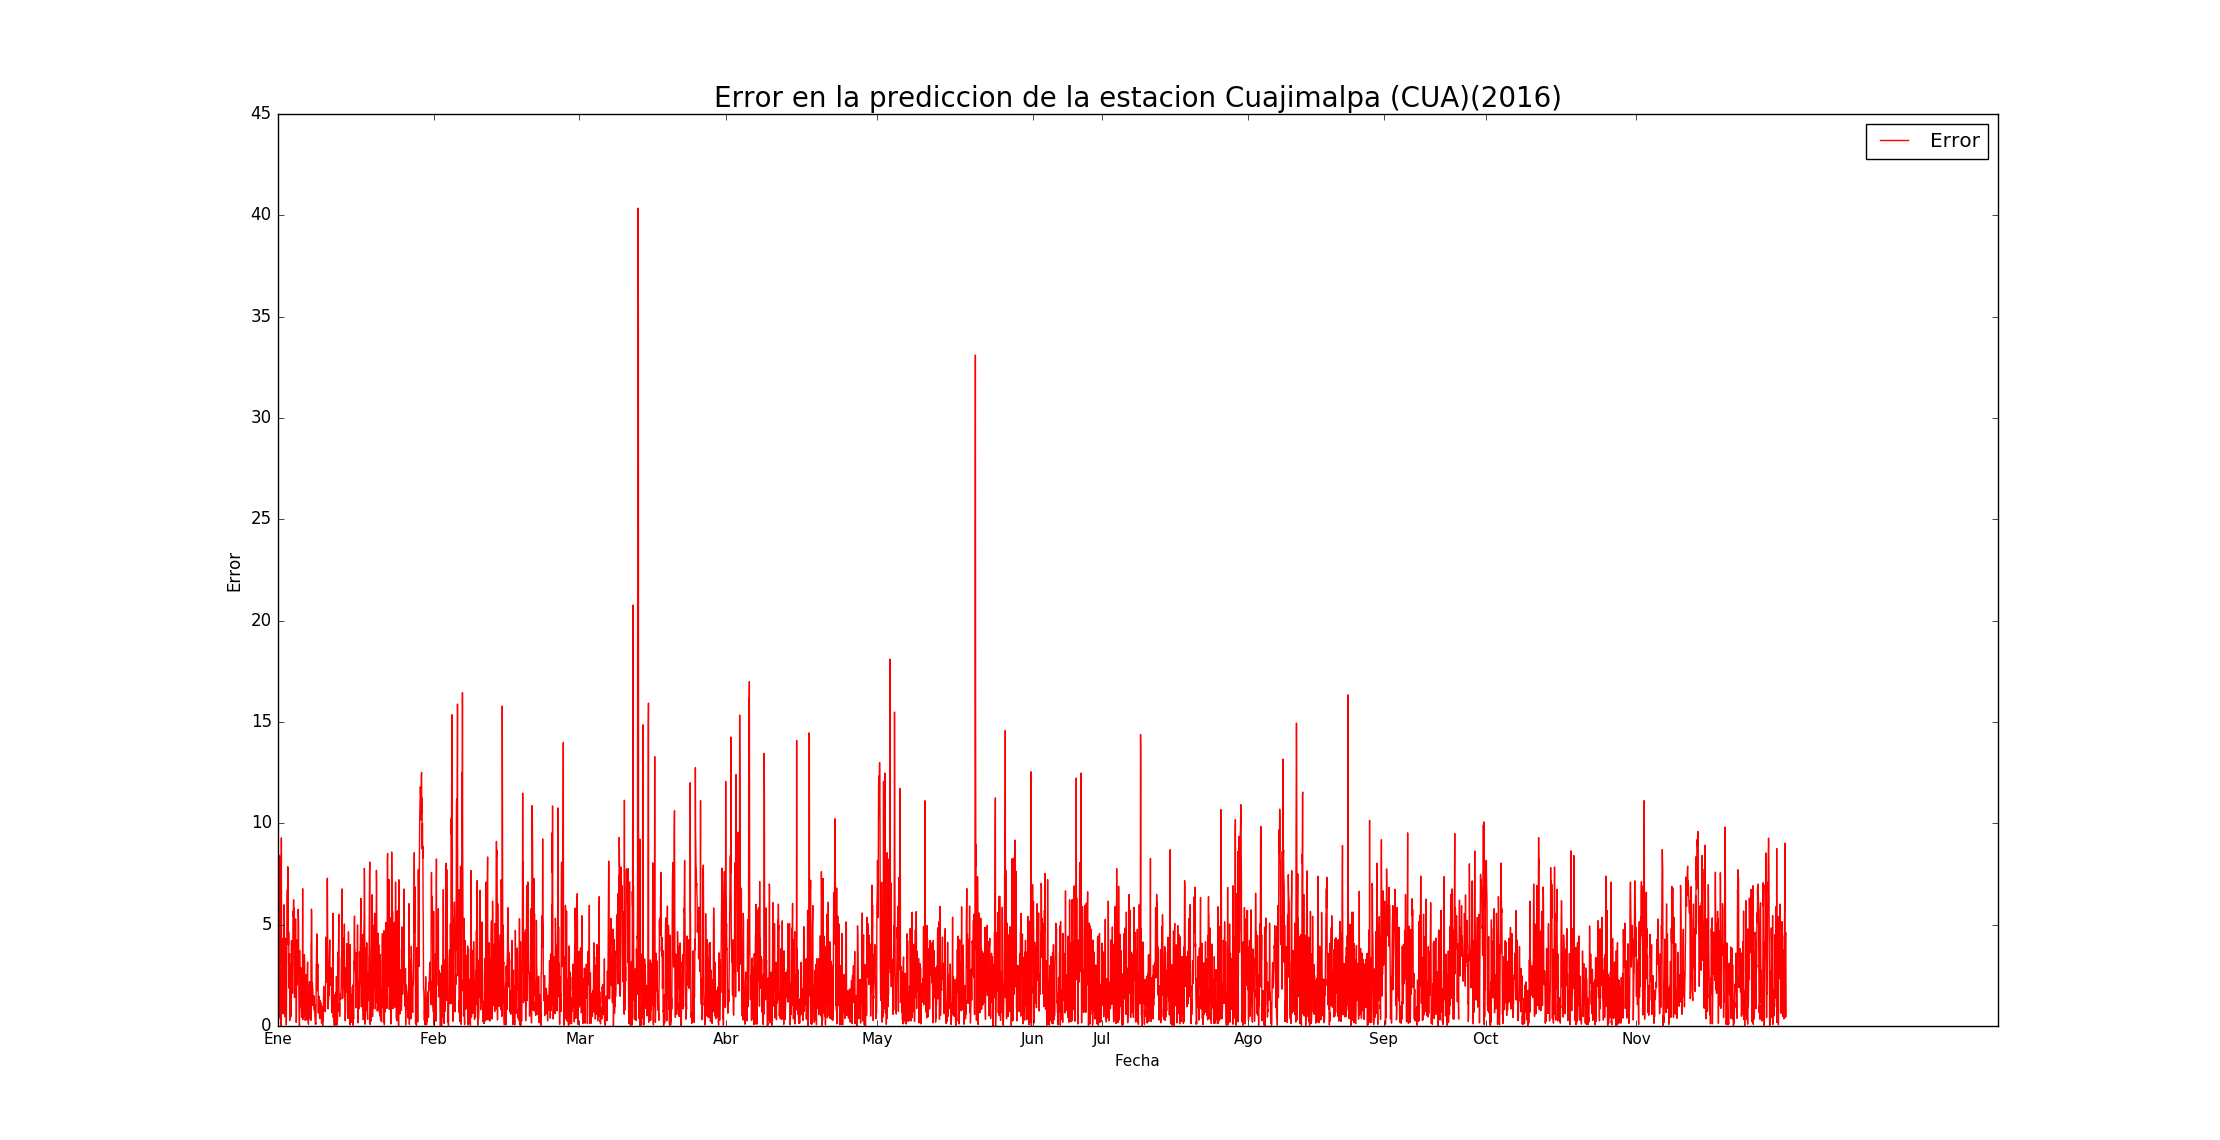 Error en la prediccion de la estacion Cuajimalpa (CUA)(2016)
Error
45
40
35
30
25
20
15
10
5
0
Error
Ene Feb Mar Abr May Jun Jul Ago Sep Oct Nov
Fecha